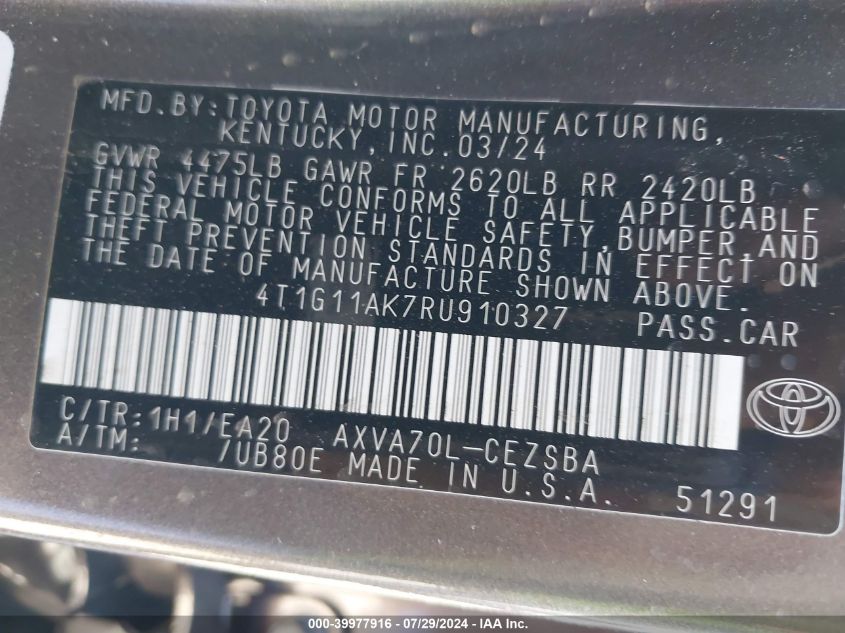 MFD. BY: TOYOTA MOTOR MANUFACTURING,
KENTUCKY, INC. 03/24
GVWR 4475LB GAWR FR 2620LB RR 2420LB
THIS VEHICLE CONFORMS TO ALL APPLICABLE
FEDERAL MOTOR VEHICLE SAFETY, BUMPER, AND
THEFT PREVENTION STANDARDS IN EFFECT ON
THE DATE OF MANUFACTURE SHOWN ABOVE.
4T1G11AK7RU910327 PASS. CAR
C/TR: 1H1/EA20 AXVA70L-CEZSBA
A/TM: /UB80E MADE IN U.S.A. 51291
000-39977916 - 07/29/2024 - IAA Inc.